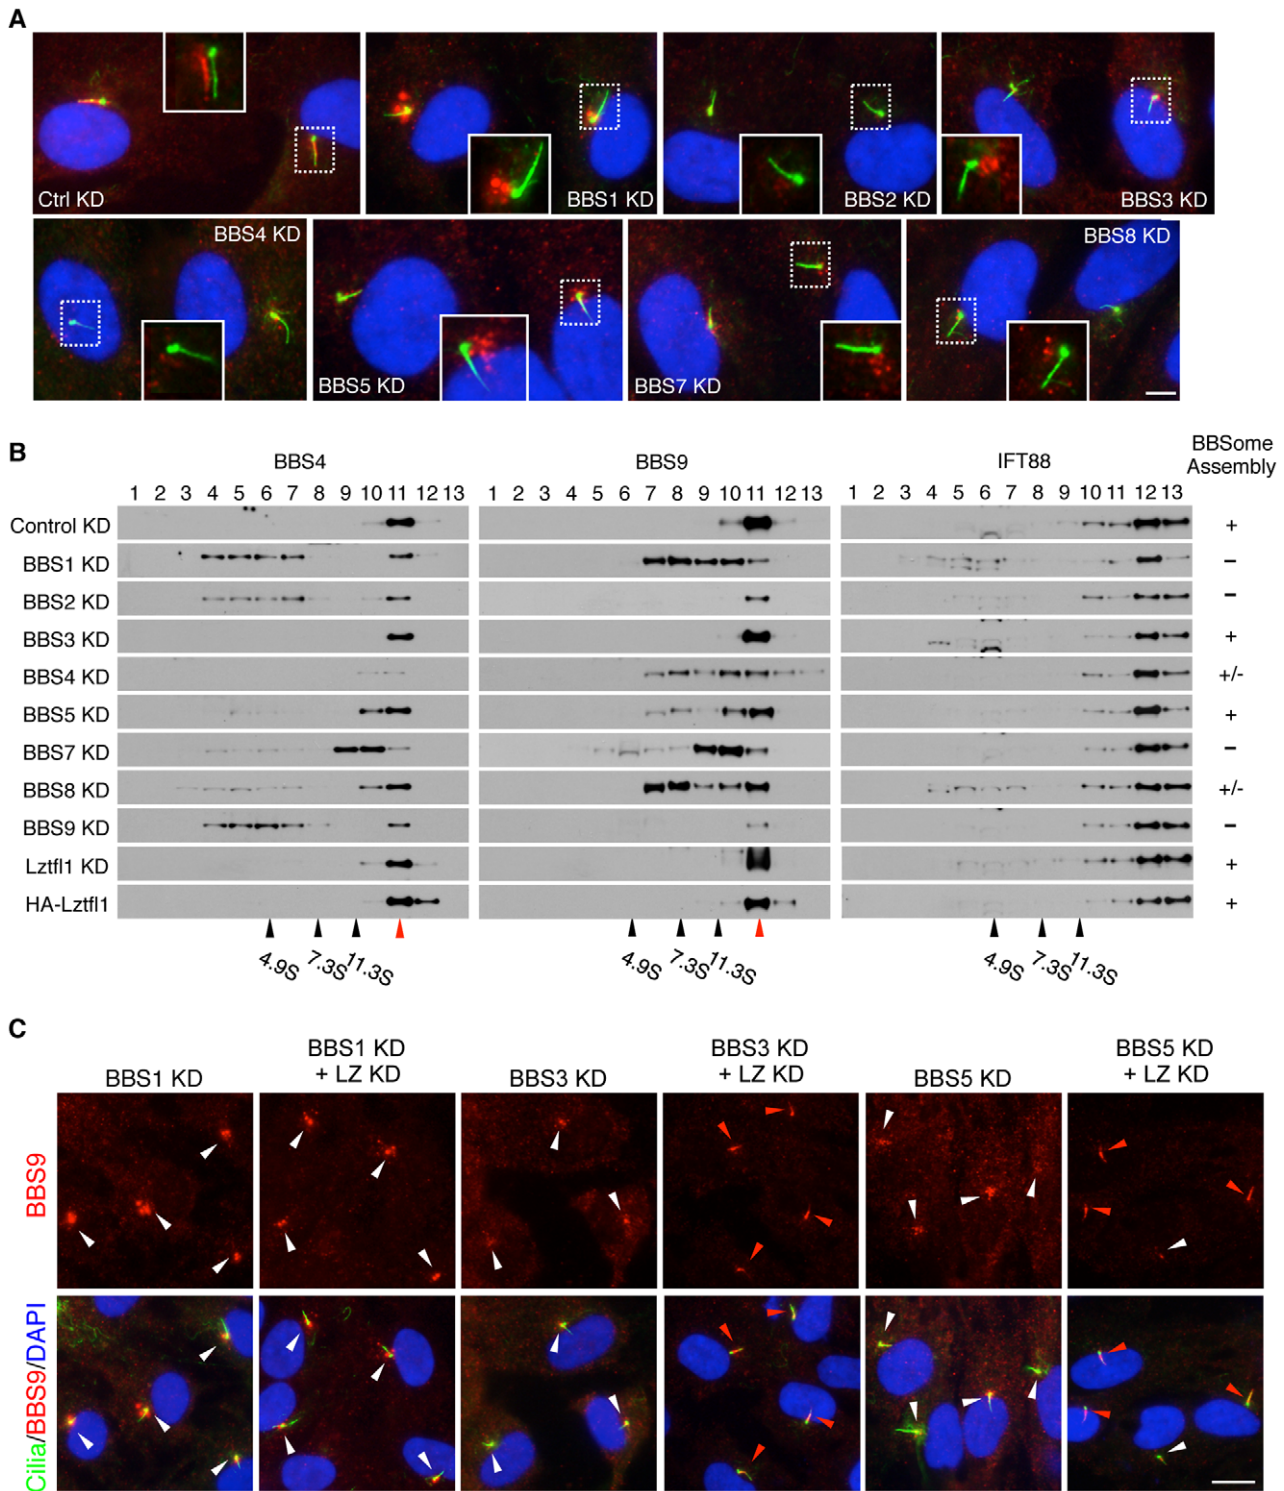 A
Ctrl KD
BBS1 KD
BBS2 KD
BBS3 KD
BBS4 KD
BBS5 KD
BBS7 KD
BBS8 KD
B
BBS4
BBS9
IFT88
BBSome
Assembly
1 2 3 4 5 6 7 8 9 10 11 12 13
1 2 3 4 5 6 7 8 9 10 11 12 13
1 2 3 4 5 6 7 8 9 10 11 12 13
Control KD +
BBS1 KD −
BBS2 KD −
BBS3 KD +
BBS4 KD +/-
BBS5 KD +
BBS7 KD −
BBS8 KD +/-
BBS9 KD −
Lztfl1 KD +
HA-Lztfl1 +
4.9S 7.3S 11.3S
4.9S 7.3S 11.3S
4.9S 7.3S 11.3S
C
BBS1 KD
BBS1 KD
+ LZ KD
BBS3 KD
BBS3 KD
+ LZ KD
BBS5 KD
BBS5 KD
+ LZ KD
BBS9
Cilia/BBS9/DAPI